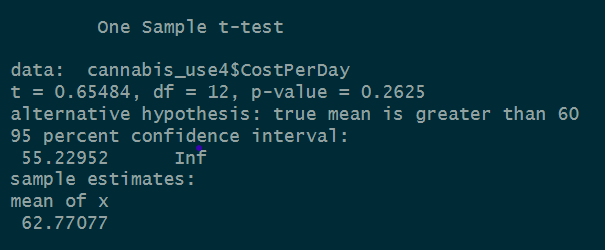 One Sample t-test
data: cannabis_use4$CostPerDay
t = 0.65484, df = 12, p-value = 0.2625
alternative hypothesis: true mean is greater than 60
95 percent confidence interval:
55.22952 Inf
sample estimates:
mean of x
62.77077